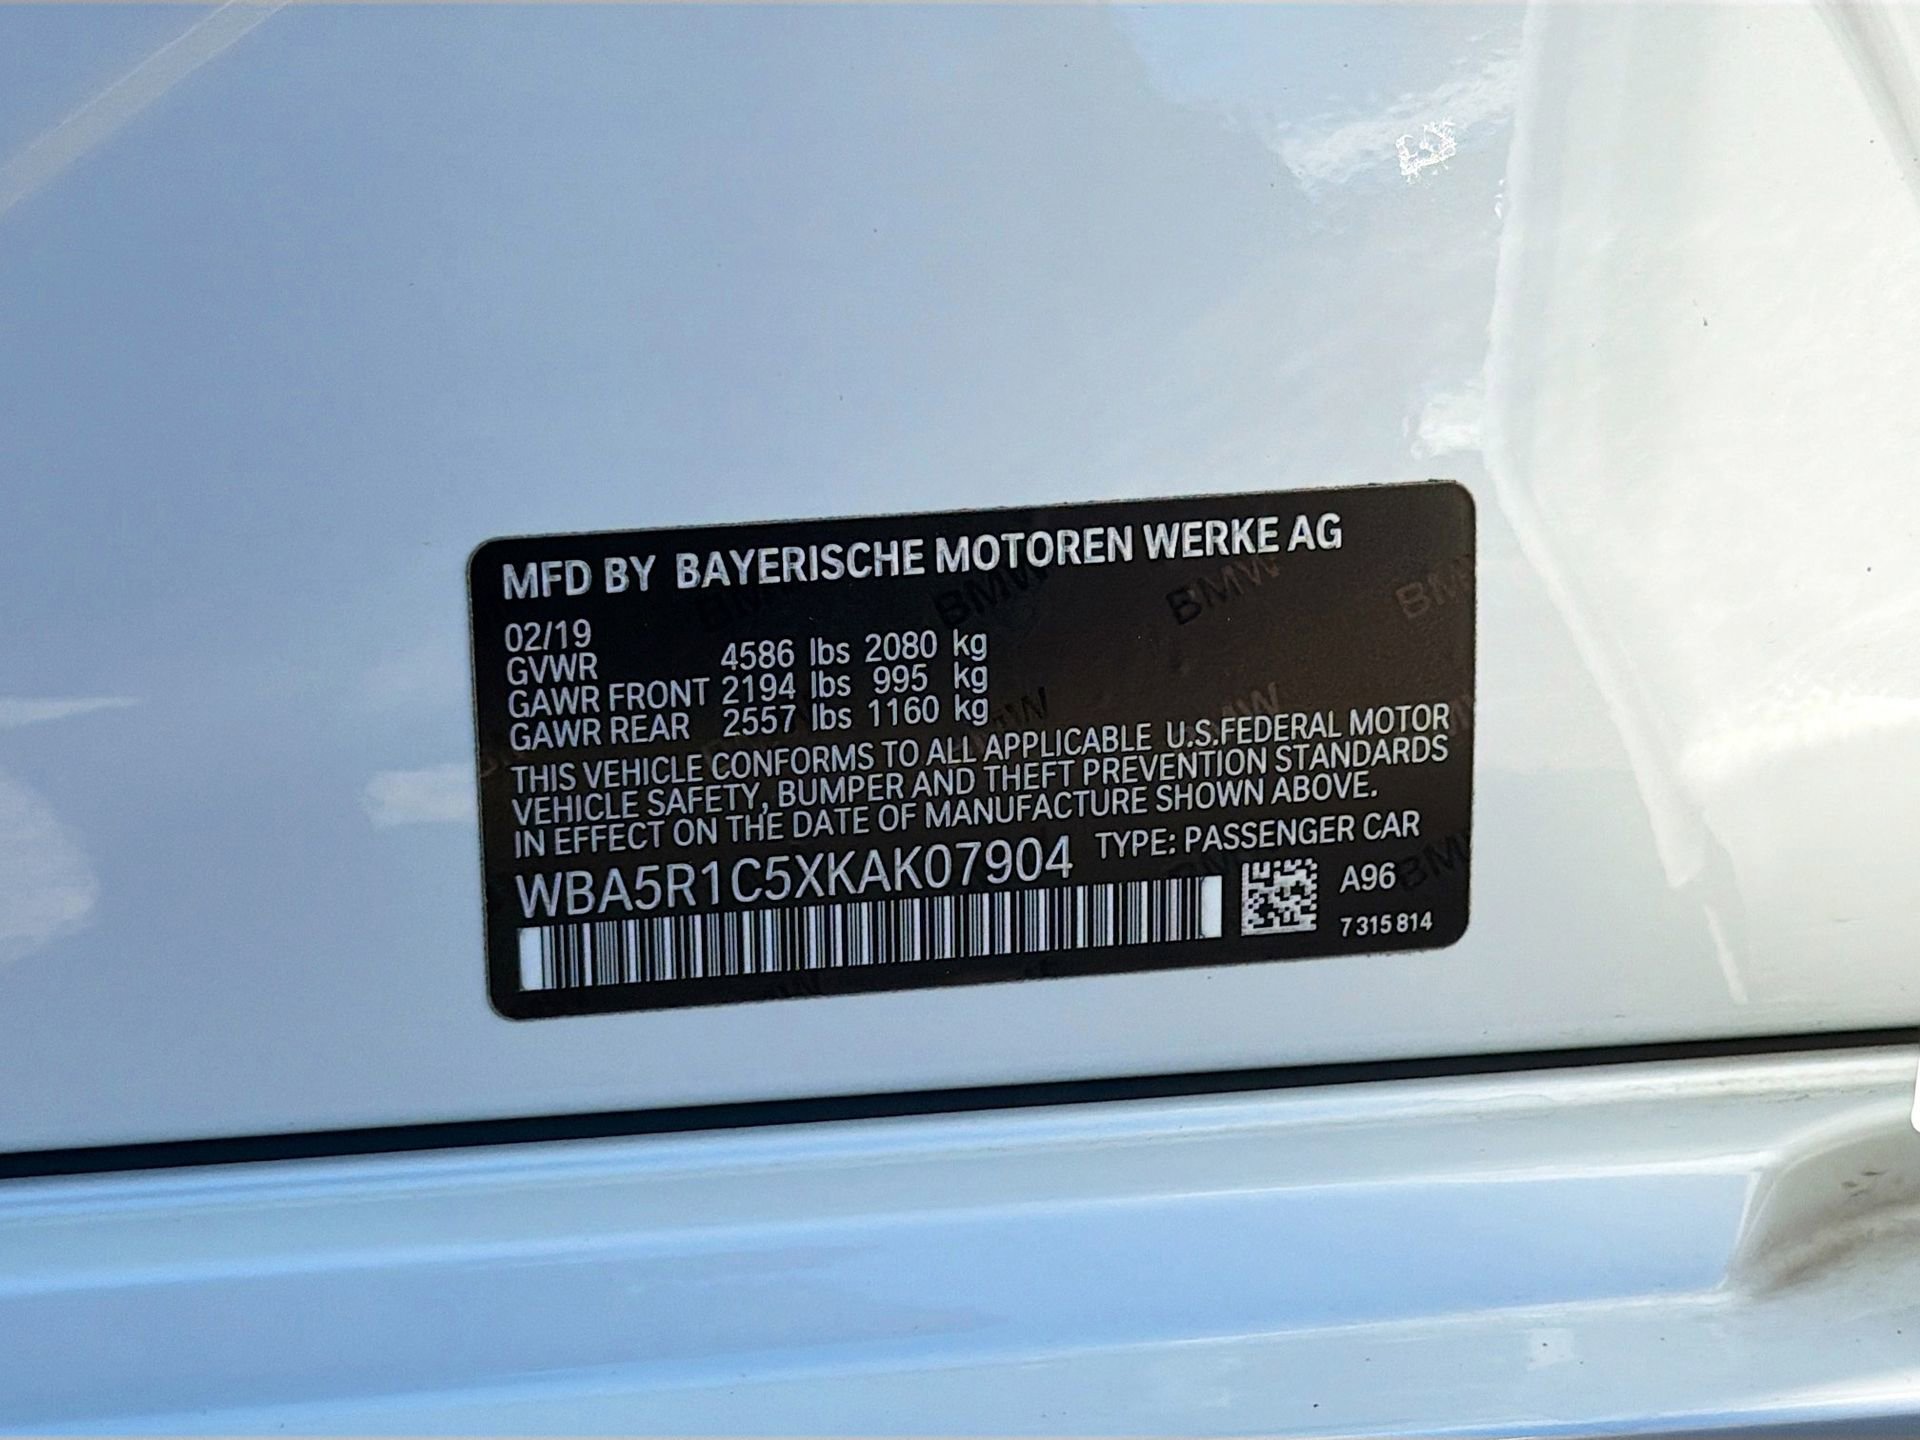 MFD BY BAYERISCHE MOTOREN WERKE AG
02/19
GVWR 4586 lbs 2080 kg
GAWR FRONT 2194 lbs 995 kg
GAWR REAR 2557 lbs 1160 kg
THIS VEHICLE CONFORMS TO ALL APPLICABLE U.S.FEDERAL MOTOR
VEHICLE SAFETY, BUMPER AND THEFT PREVENTION STANDARDS
IN EFFECT ON THE DATE OF MANUFACTURE SHOWN ABOVE.
WBA5R1C5XKAK07904 TYPE: PASSENGER CAR
A96
7 315 814